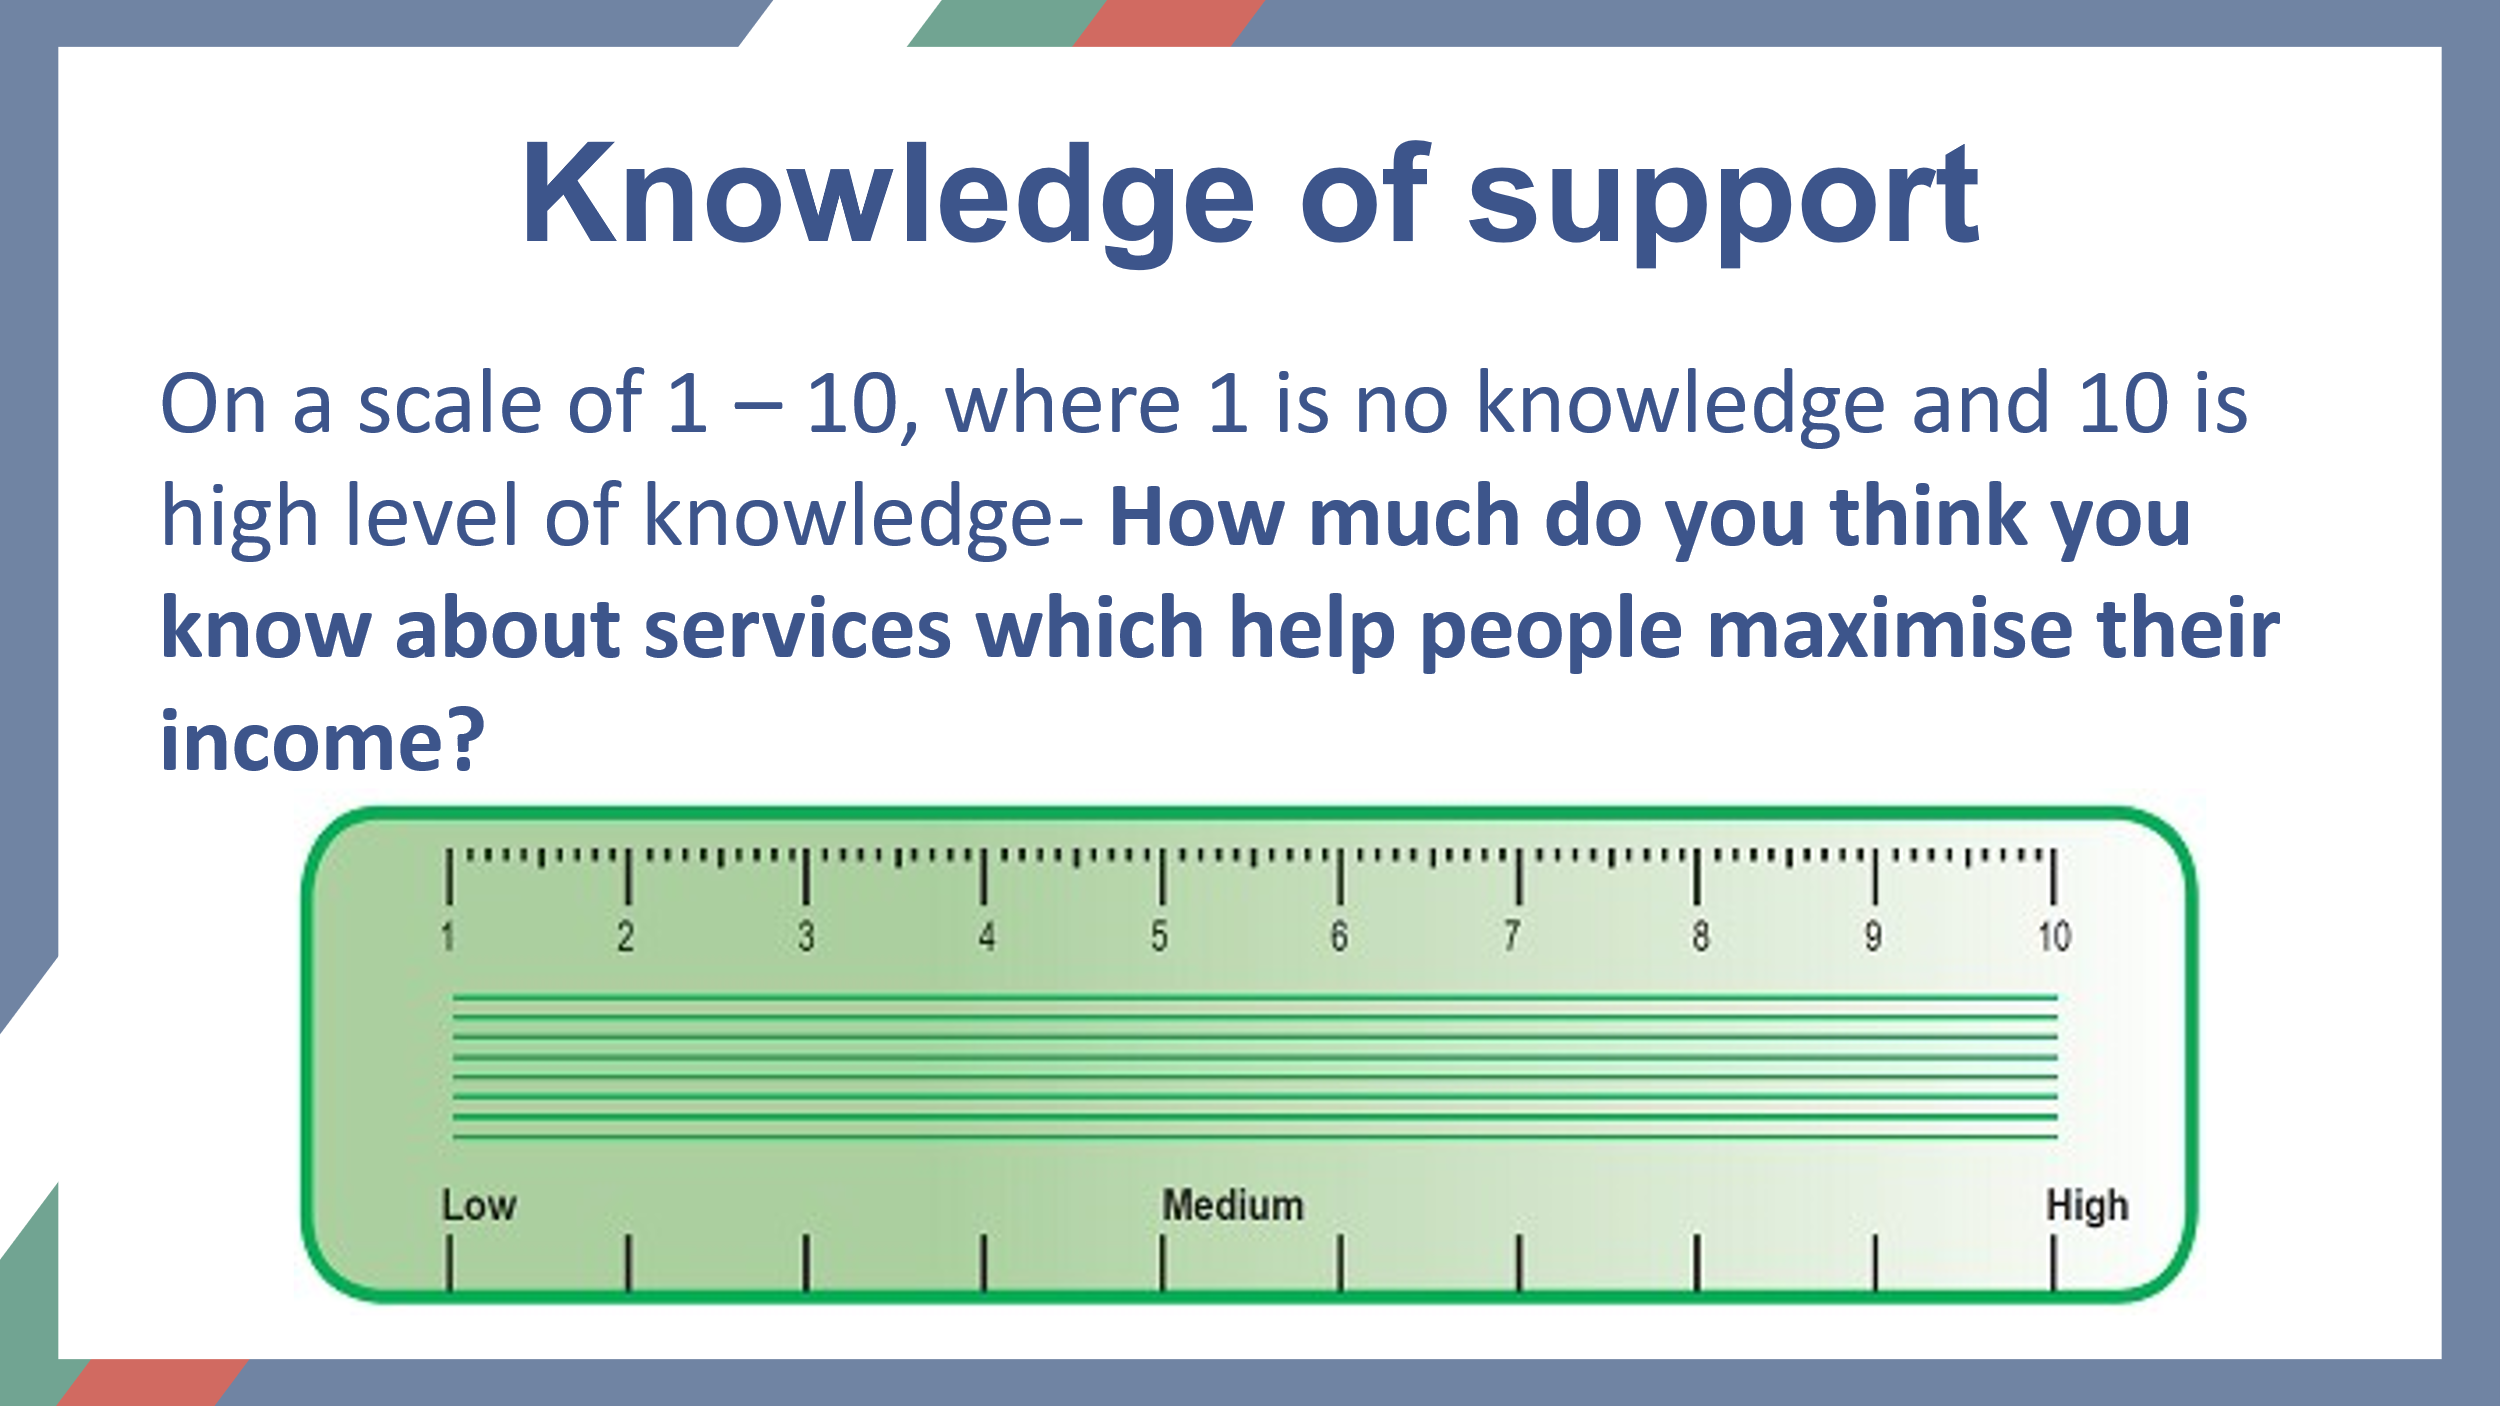 Knowledge of support
On a scale of 1 – 10, where 1 is no knowledge and 10 is
high level of knowledge- How much do you think you
know about services which help people maximise their
income?
1 2 3 4 5 6 7 8 9 10
Low Medium High